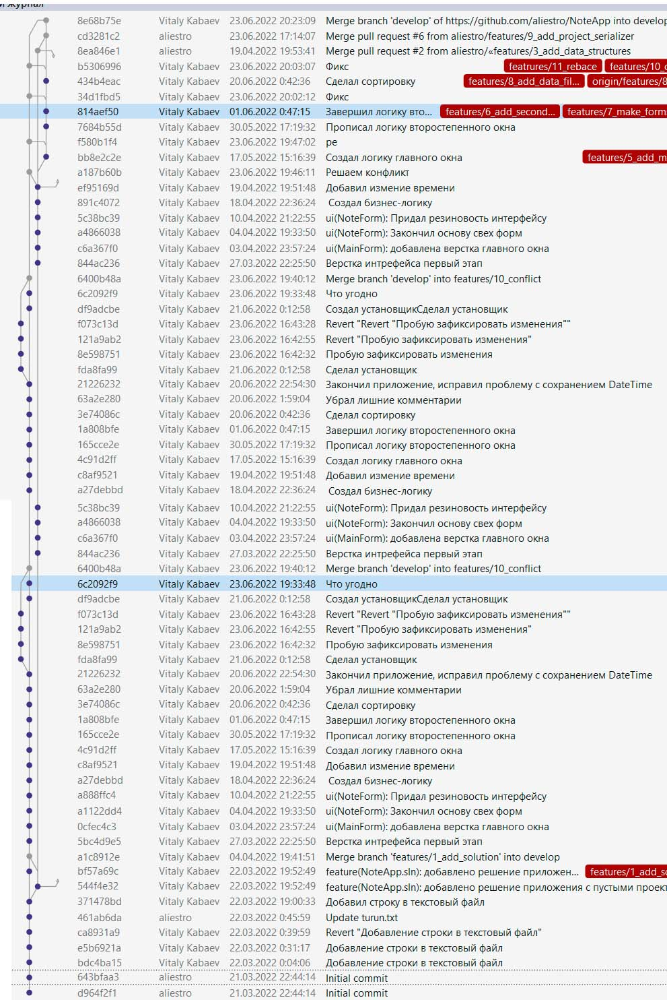 журнал
8e68b75e Vitaly Kabaev 23.06.2022 20:23:09 Merge branch 'develop' of https://github.com/aliestro/NoteApp into develop
cd3281c2 aliestro 23.06.2022 17:14:07 Merge pull request #6 from aliestro/features/9_add_project_serializer
8ea846e1 aliestro 19.04.2022 19:53:41 Merge pull request #2 from aliestro/«features/3_add_data_structures
b5306996 Vitaly Kabaev 23.06.2022 20:03:07 Фикс featrures/11_rebace features/10_c
434b4eac Vitaly Kabaev 20.06.2022 0:42:36 Сделал сортировку features/8_add_data_fil... origin/features/8
34d1fbd5 Vitaly Kabaev 23.06.2022 20:02:12 Фикс
814aef50 Vitaly Kabaev 01.06.2022 0:47:15 Завершил логику вто... features/6_add_second... features/7_make_form
7684b55d Vitaly Kabaev 30.05.2022 17:19:32 Прописал логику второстепенного окна
f580b1f4 Vitaly Kabaev 23.06.2022 19:47:02 ре
bb8e2c2e Vitaly Kabaev 17.05.2022 15:16:39 Создал логику главного окна features/5_add_m
a187b60b Vitaly Kabaev 23.06.2022 19:46:11 Решаем конфликт
ef95169d Vitaly Kabaev 19.04.2022 19:51:48 Добавил измение времени
891c4072 Vitaly Kabaev 18.04.2022 22:36:24 Создал бизнес-логику
5c38bc39 Vitaly Kabaev 10.04.2022 21:22:55 ui(NoteForm): Придал резиновость интерфейсу
a4866038 Vitaly Kabaev 04.04.2022 19:33:50 ui(NoteForm): Закончил основу свех форм
c6a367f0 Vitaly Kabaev 03.04.2022 23:57:24 ui(MainForm): добавлена верстка главного окна
844ac236 Vitaly Kabaev 27.03.2022 22:25:50 Верстка интрефейса первый этап
6400b48a Vitaly Kabaev 23.06.2022 19:40:12 Merge branch 'develop' into features/10_conflict
6c2092f9 Vitaly Kabaev 23.06.2022 19:33:48 Что угодно
df9adcbe Vitaly Kabaev 21.06.2022 0:12:58 Создал установщикСделал установщик
f073c13d Vitaly Kabaev 23.06.2022 16:43:28 Revert "Revert "Пробую зафиксировать изменения""
121a9ab2 Vitaly Kabaev 23.06.2022 16:42:55 Revert "Пробую зафиксировать изменения"
8e598751 Vitaly Kabaev 23.06.2022 16:42:32 Пробую зафиксировать изменения
fda8fa99 Vitaly Kabaev 21.06.2022 0:12:58 Сделал установщик
21226232 Vitaly Kabaev 20.06.2022 22:54:30 Закончил приложение, исправил проблему с сохранением DateTime
63a2e280 Vitaly Kabaev 20.06.2022 1:59:04 Убрал лишние комментарии
3e74086c Vitaly Kabaev 20.06.2022 0:42:36 Сделал сортировку
1a808bfe Vitaly Kabaev 01.06.2022 0:47:15 Завершил логику второстепенного окна
165cce2e Vitaly Kabaev 30.05.2022 17:19:32 Прописал логику второстепенного окна
4c91d2ff Vitaly Kabaev 17.05.2022 15:16:39 Создал логику главного окна
c8af9521 Vitaly Kabaev 19.04.2022 19:51:48 Добавил измение времени
a27debbd Vitaly Kabaev 18.04.2022 22:36:24 Создал бизнес-логику
5c38bc39 Vitaly Kabaev 10.04.2022 21:22:55 ui(NoteForm): Придал резиновость интерфейсу
a4866038 Vitaly Kabaev 04.04.2022 19:33:50 ui(NoteForm): Закончил основу свех форм
c6a367f0 Vitaly Kabaev 03.04.2022 23:57:24 ui(MainForm): добавлена верстка главного окна
844ac236 Vitaly Kabaev 27.03.2022 22:25:50 Верстка интрефейса первый этап
6400b48a Vitaly Kabaev 23.06.2022 19:40:12 Merge branch 'develop' into features/10_conflict
6c2092f9 Vitaly Kabaev 23.06.2022 19:33:48 Что угодно
df9adcbe Vitaly Kabaev 21.06.2022 0:12:58 Создал установщикСделал установщик
f073c13d Vitaly Kabaev 23.06.2022 16:43:28 Revert "Revert "Пробую зафиксировать изменения""
121a9ab2 Vitaly Kabaev 23.06.2022 16:42:55 Revert "Пробую зафиксировать изменения"
8e598751 Vitaly Kabaev 23.06.2022 16:42:32 Пробую зафиксировать изменения
fda8fa99 Vitaly Kabaev 21.06.2022 0:12:58 Сделал установщик
21226232 Vitaly Kabaev 20.06.2022 22:54:30 Закончил приложение, исправил проблему с сохранением DateTime
63a2e280 Vitaly Kabaev 20.06.2022 1:59:04 Убрал лишние комментарии
3e74086c Vitaly Kabaev 20.06.2022 0:42:36 Сделал сортировку
1a808bfe Vitaly Kabaev 01.06.2022 0:47:15 Завершил логику второстепенного окна
165cce2e Vitaly Kabaev 30.05.2022 17:19:32 Прописал логику второстепенного окна
4c91d2ff Vitaly Kabaev 17.05.2022 15:16:39 Создал логику главного окна
c8af9521 Vitaly Kabaev 19.04.2022 19:51:48 Добавил измение времени
a27debbd Vitaly Kabaev 18.04.2022 22:36:24 Создал бизнес-логику
a888ffc4 Vitaly Kabaev 10.04.2022 21:22:55 ui(NoteForm): Придал резиновость интерфейсу
a1122dd4 Vitaly Kabaev 04.04.2022 19:33:50 ui(NoteForm): Закончил основу свех форм
0cfec4c3 Vitaly Kabaev 03.04.2022 23:57:24 ui(MainForm): добавлена верстка главного окна
5bc4d9e5 Vitaly Kabaev 27.03.2022 22:25:50 Верстка интрефейса первый этап
a1c8912e Vitaly Kabaev 04.04.2022 19:41:51 Merge branch 'features/1_add_solution' into develop
bf57a69c Vitaly Kabaev 22.03.2022 19:52:49 feature(NoteApp.sln): добавлено решение приложен... features/1_add_so
544f4e32 Vitaly Kabaev 22.03.2022 19:52:49 feature(NoteApp.sln): добавлено решение приложения с пустыми проект
371478bd Vitaly Kabaev 22.03.2022 19:00:33 Добавил строку в текстовый файл
461ab6da aliestro 22.03.2022 0:45:59 Update turun.txt
ca8931a9 Vitaly Kabaev 22.03.2022 0:39:59 Revert "Добавление строки в текстовый файл"
e5b6921a Vitaly Kabaev 22.03.2022 0:31:17 Добавление строки в текстовый файл
bdc4ba15 Vitaly Kabaev 22.03.2022 0:04:06 Добавление строки в текстовый файл
643bfaa3 aliestro 21.03.2022 22:44:14 Initial commit
d964f2f1 aliestro 21.03.2022 22:44:14 Initial commit